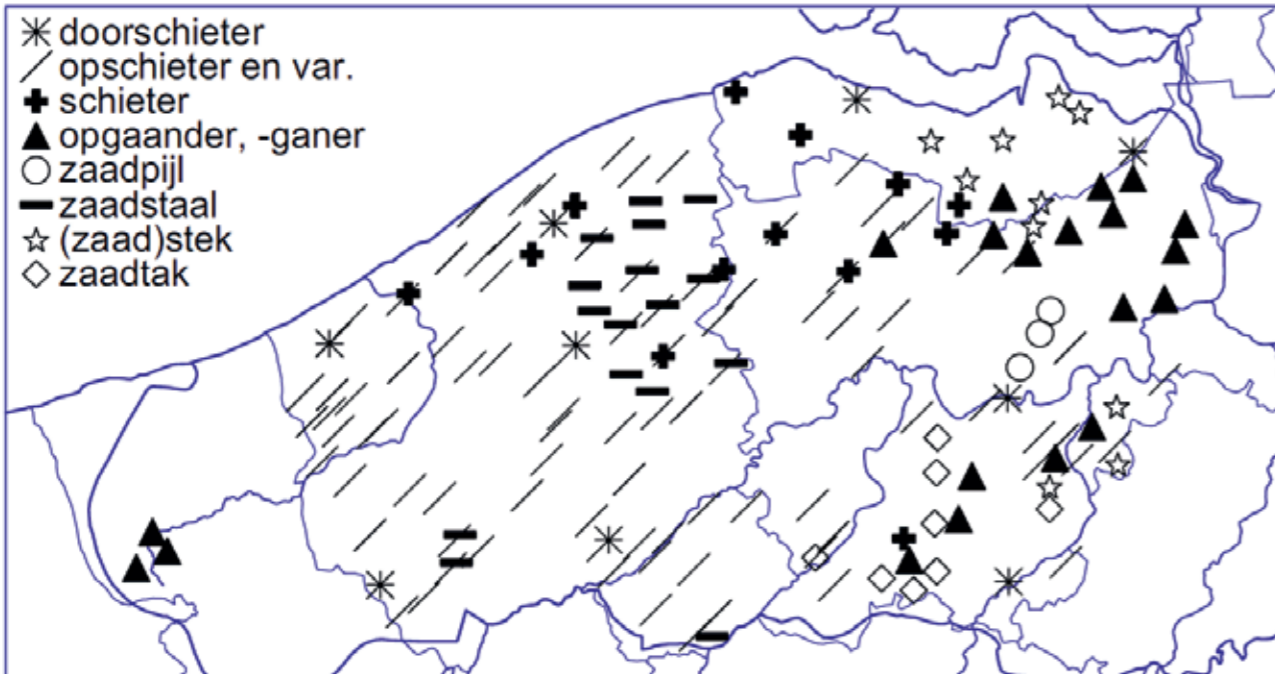 doorschieter
opschieter en var.
schieter
opgaander, -ganer
zaadpijl
zaadstaal
(zaad)stek
zaadtak